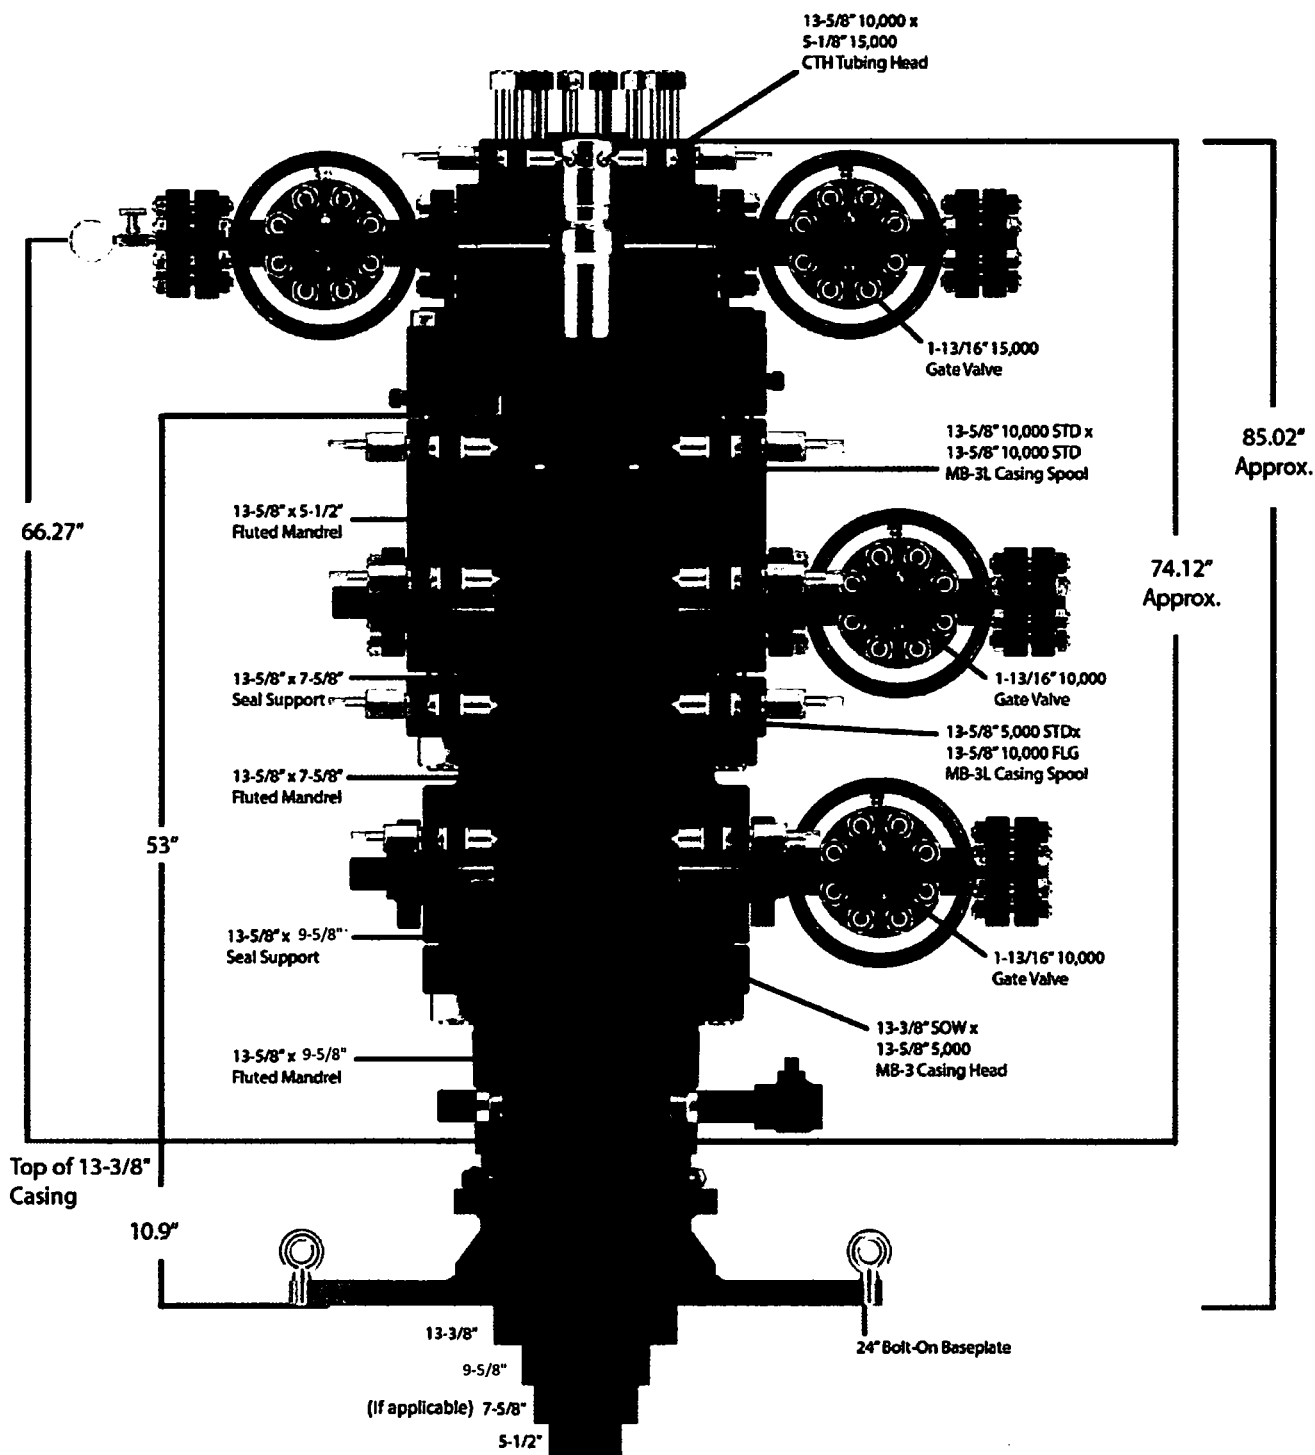 13-5/8" 10,000 x
5-1/8" 15,000
CTH Tubing Head
1-13/16" 15,000
Gate Valve
13-5/8" 10,000 STD x
13-5/8" 10,000 STD
MB-3L Casing Spool
85.02"
Approx.
66.27"
13-5/8" x 5-1/2"
Fluted Mandrel
74.12"
Approx.
13-5/8" x 7-5/8"
Seal Support
1-13/16" 10,000
Gate Valve
13-5/8" 5,000 STDx
13-5/8" 10,000 FLG
MB-3L Casing Spool
13-5/8" x 7-5/8"
Fluted Mandrel
53"
13-5/8" x 9-5/8"
Seal Support
1-13/16" 10,000
Gate Valve
13-3/8" SOW x
13-5/8" 5,000
MB-3 Casing Head
13-5/8" x 9-5/8"
Fluted Mandrel
Top of 13-3/8"
Casing
10.9"
13-3/8"
24" Bolt-On Baseplate
9-5/8"
(If applicable) 7-5/8"
5-1/2"